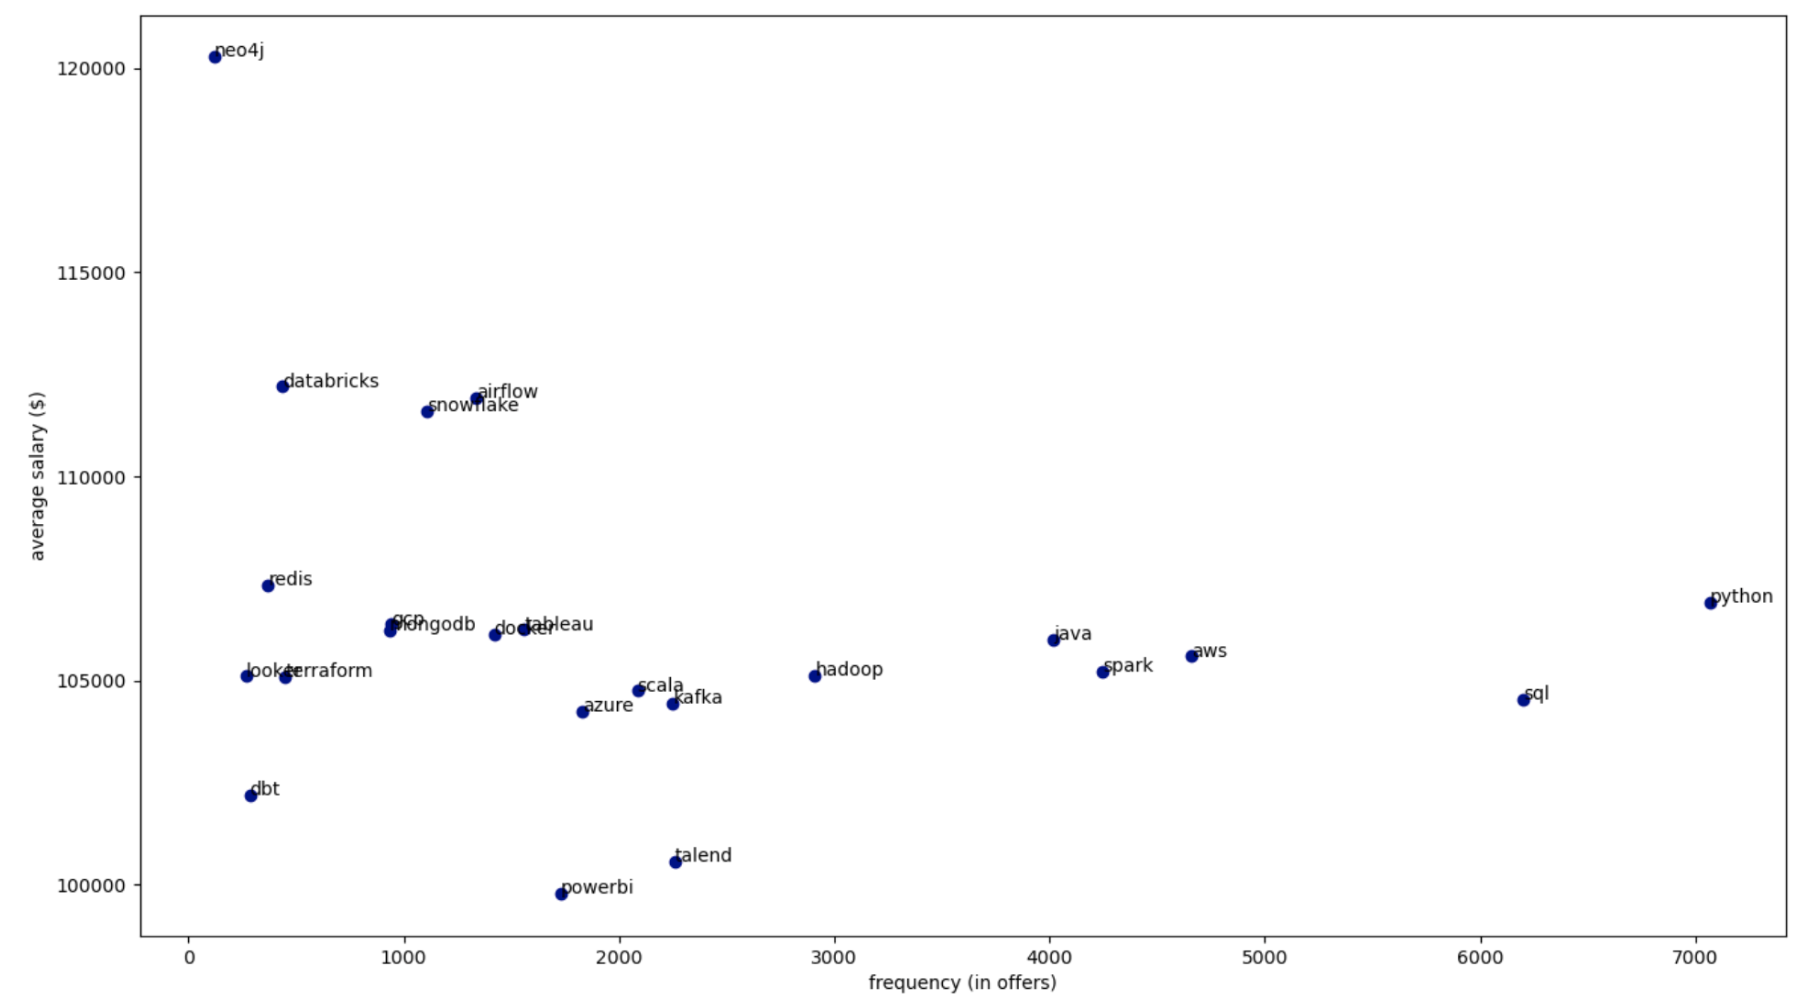 neo4j
120000
115000
databricks
airflow
snowflake
110000
average salary ($)
redis
python
gcp
mongodb
docker
tableau
java
aws
spark
looker
terraform
hadoop
105000
scala
kafka
azure
sql
dbt
talend
powerbi
100000
0 1000 2000 3000 4000 5000 6000 7000
frequency (in offers)